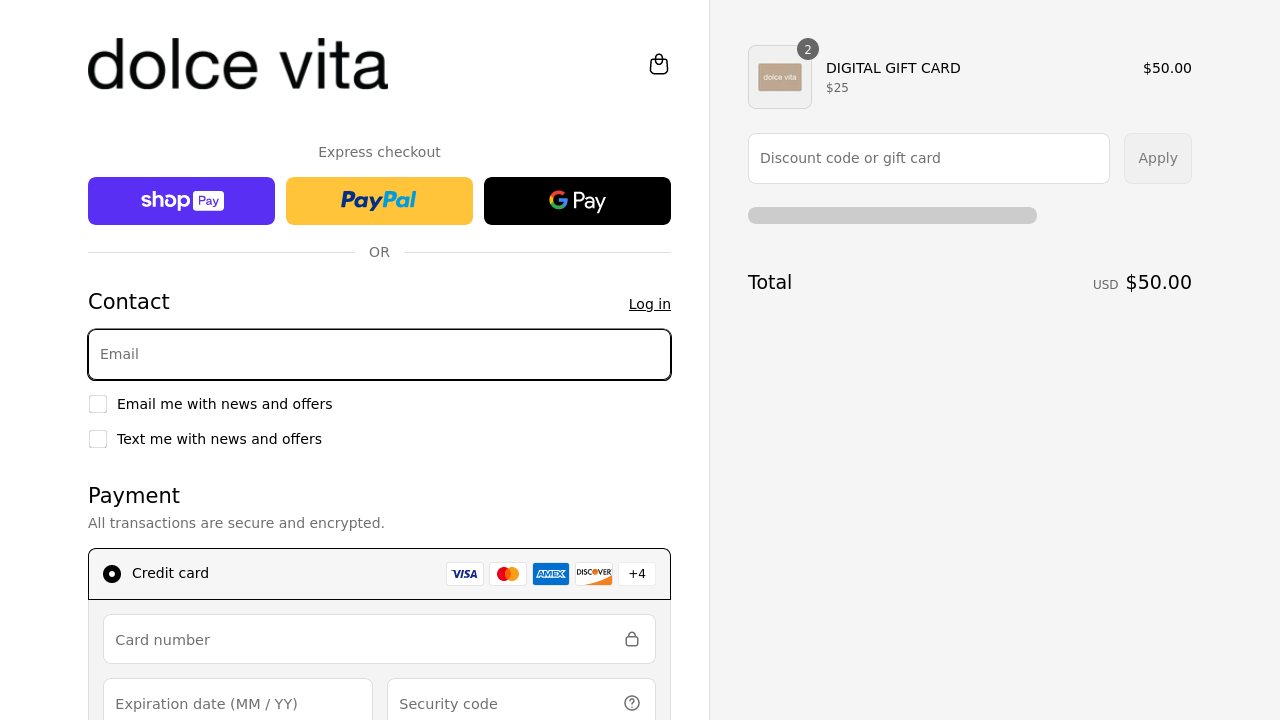 dolce vita
Express checkout
shop Pay
PayPal
G Pay
OR
Contact
Log in
Email
Email me with news and offers
Text me with news and offers
Payment
All transactions are secure and encrypted.
Credit card
VISA
AMEX
DISCOVER
+4
Card number
Expiration date (MM / YY)
Security code
dolce vita
2
DIGITAL GIFT CARD
$25
$50.00
Discount code or gift card
Apply
Total
USD $50.00